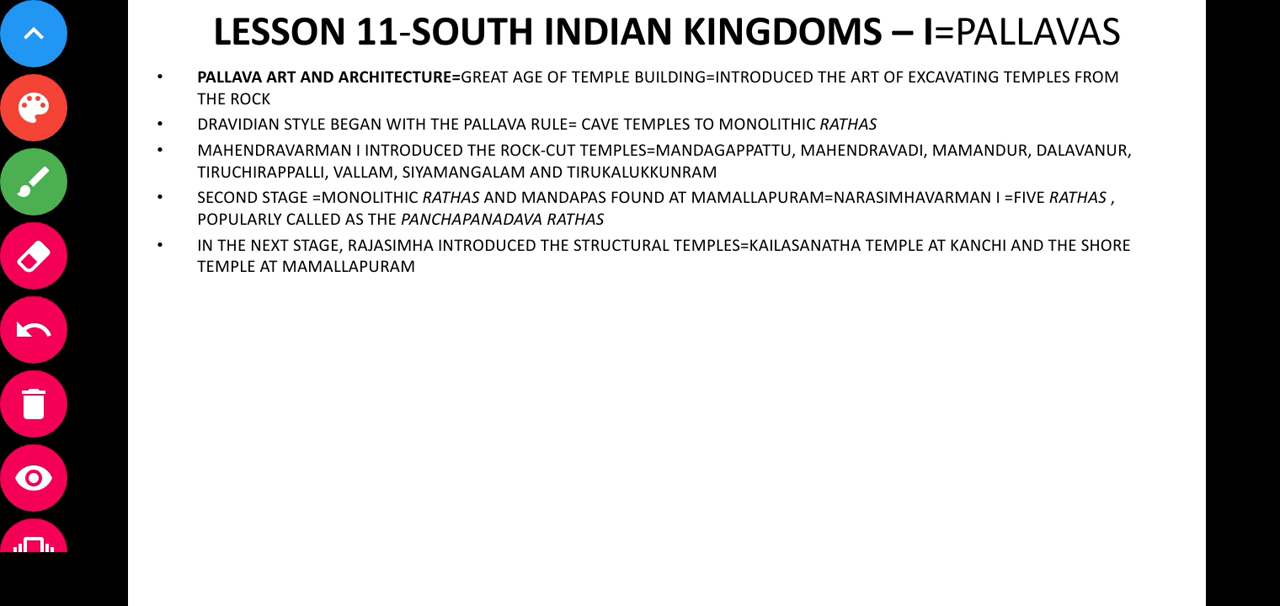 LESSON 11-SOUTH INDIAN KINGDOMS – I=PALLAVAS
• PALLAVA ART AND ARCHITECTURE=GREAT AGE OF TEMPLE BUILDING=INTRODUCED THE ART OF EXCAVATING TEMPLES FROM
THE ROCK
• DRAVIDIAN STYLE BEGAN WITH THE PALLAVA RULE= CAVE TEMPLES TO MONOLITHIC RATHAS
• MAHENDRAVARMAN I INTRODUCED THE ROCK-CUT TEMPLES=MANDAGAPPATTU, MAHENDRAVADI, MAMANDUR, DALAVANUR,
TIRUCHIRAPPALLI, VALLAM, SIYAMANGALAM AND TIRUKALUKKUNRAM
• SECOND STAGE =MONOLITHIC RATHAS AND MANDAPAS FOUND AT MAMALLAPURAM=NARASIMHAVARMAN I =FIVE RATHAS ,
POPULARLY CALLED AS THE PANCHAPANADAVA RATHAS
• IN THE NEXT STAGE, RAJASIMHA INTRODUCED THE STRUCTURAL TEMPLES=KAILASANATHA TEMPLE AT KANCHI AND THE SHORE
TEMPLE AT MAMALLAPURAM